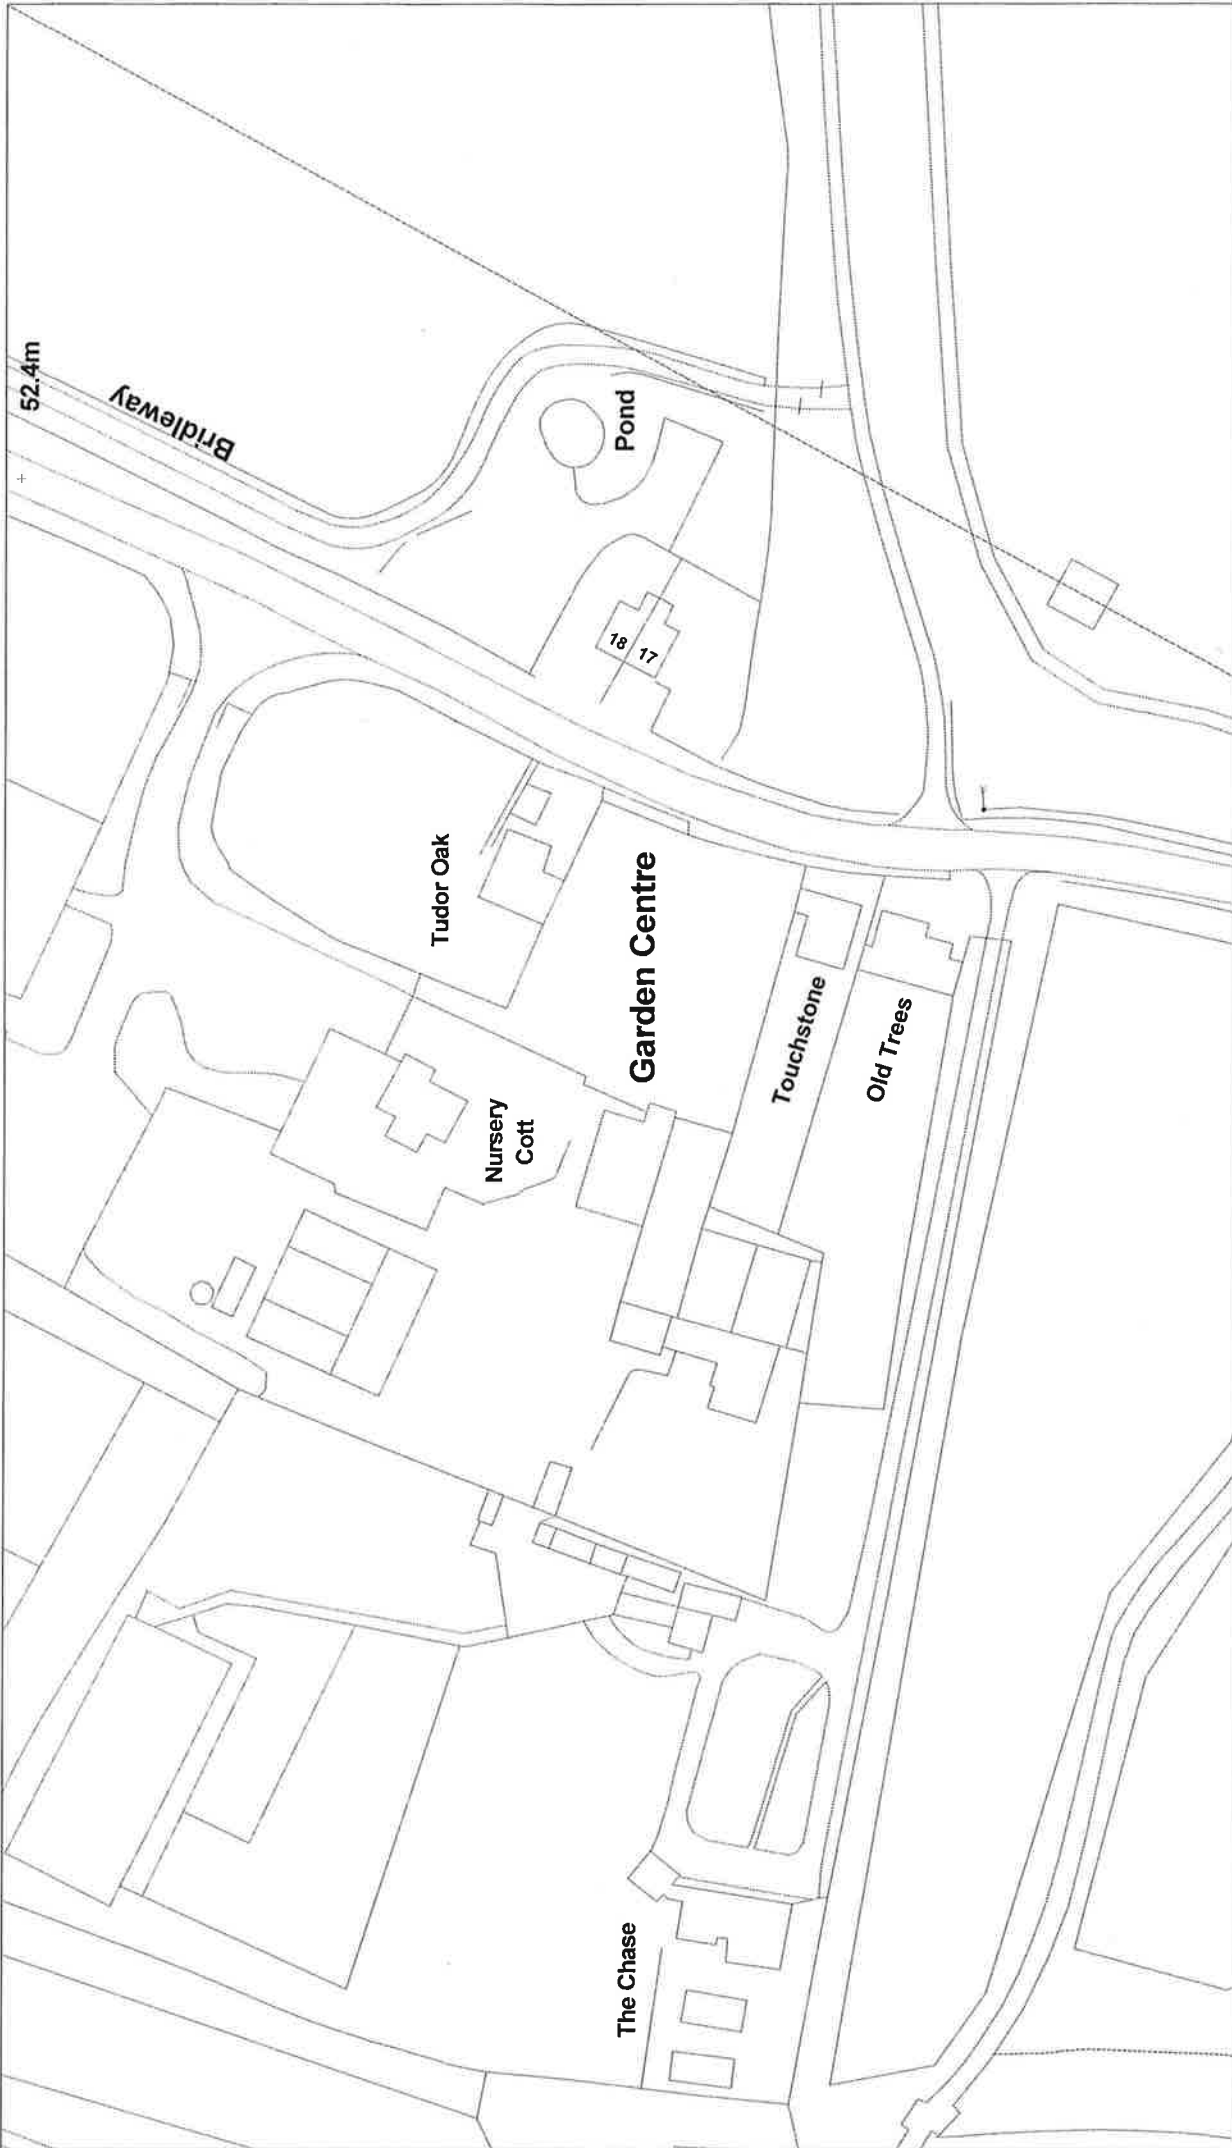 52.4m
Bridleway
Pond
18
17
Tudor Oak
Garden Centre
Touchstone
Old Trees
Nursery
Cott
The Chase